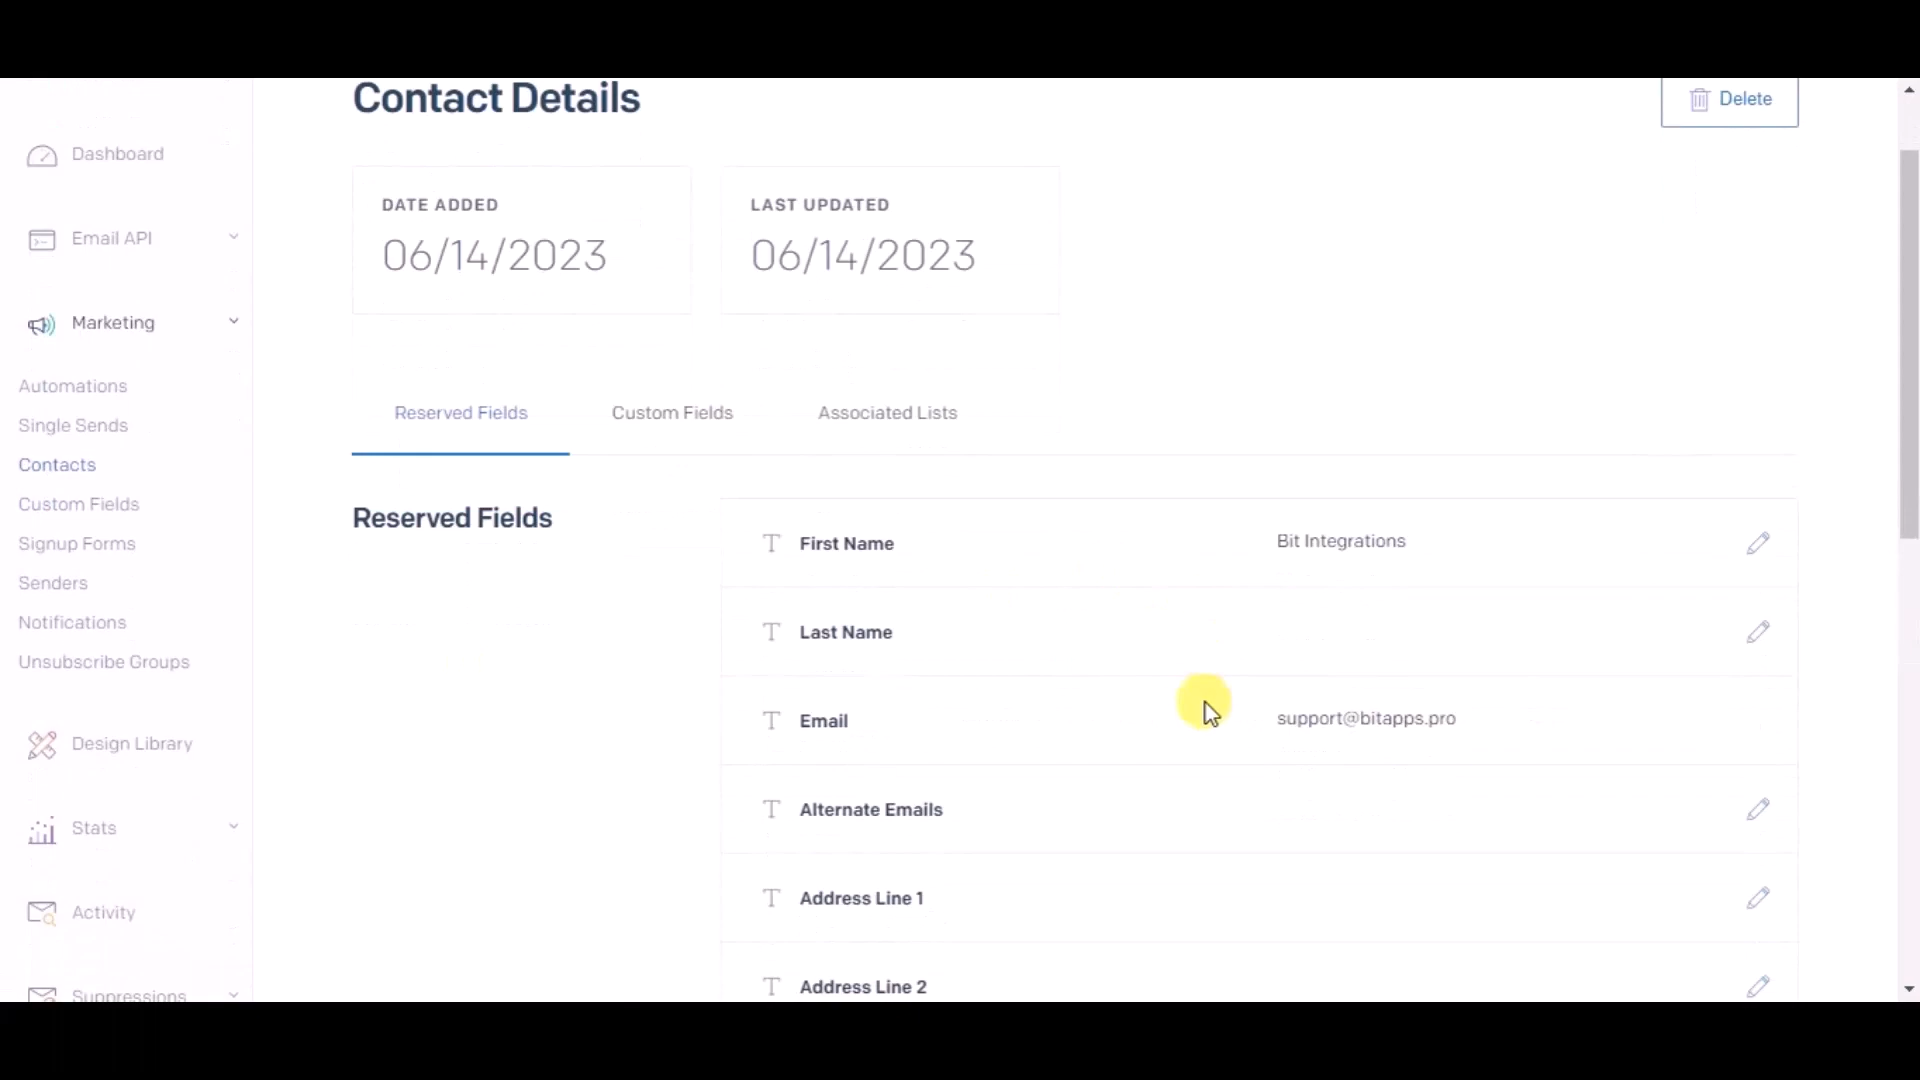 Contact Details
Delete
Dashboard
Email API
Marketing
Automations
Single Sends
Contacts
Custom Fields
Signup Forms
Senders
Notifications
Unsubscribe Groups
Design Library
Stats
Activity
Suppressions
DATE ADDED
06/14/2023
LAST UPDATED
06/14/2023
Reserved Fields
Custom Fields
Associated Lists
Reserved Fields
First Name
Bit Integrations
Last Name
Email
support@bitapps.pro
Alternate Emails
Address Line 1
Address Line 2